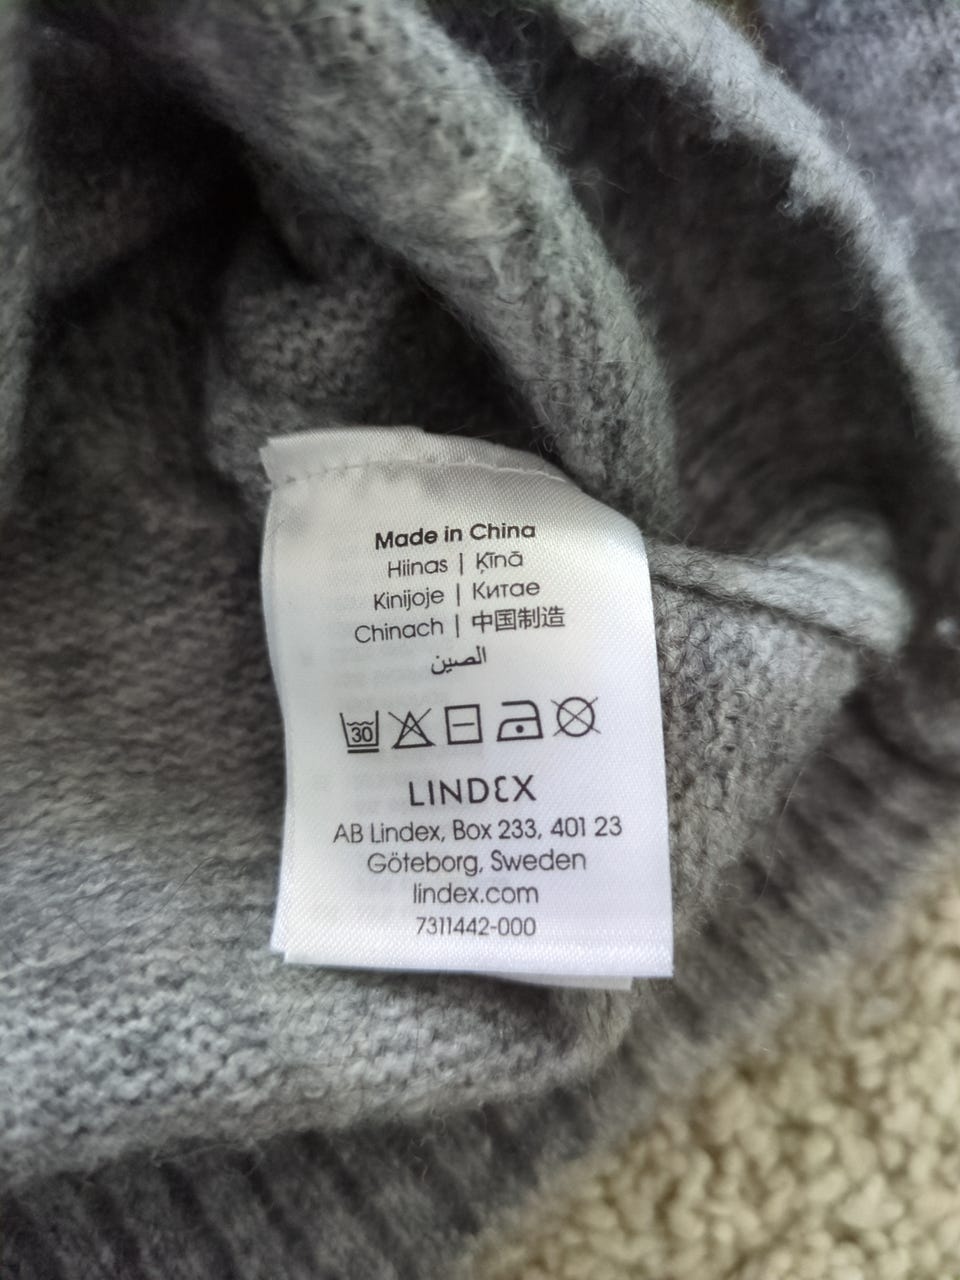 Made in China
Hiinas | Ķīnā
Kinijoje | Китае
Chinach | 中国制造
الصين
30
LINDEX
AB Lindex, Box 233, 401 23
Göteborg, Sweden
lindex.com
7311442-000